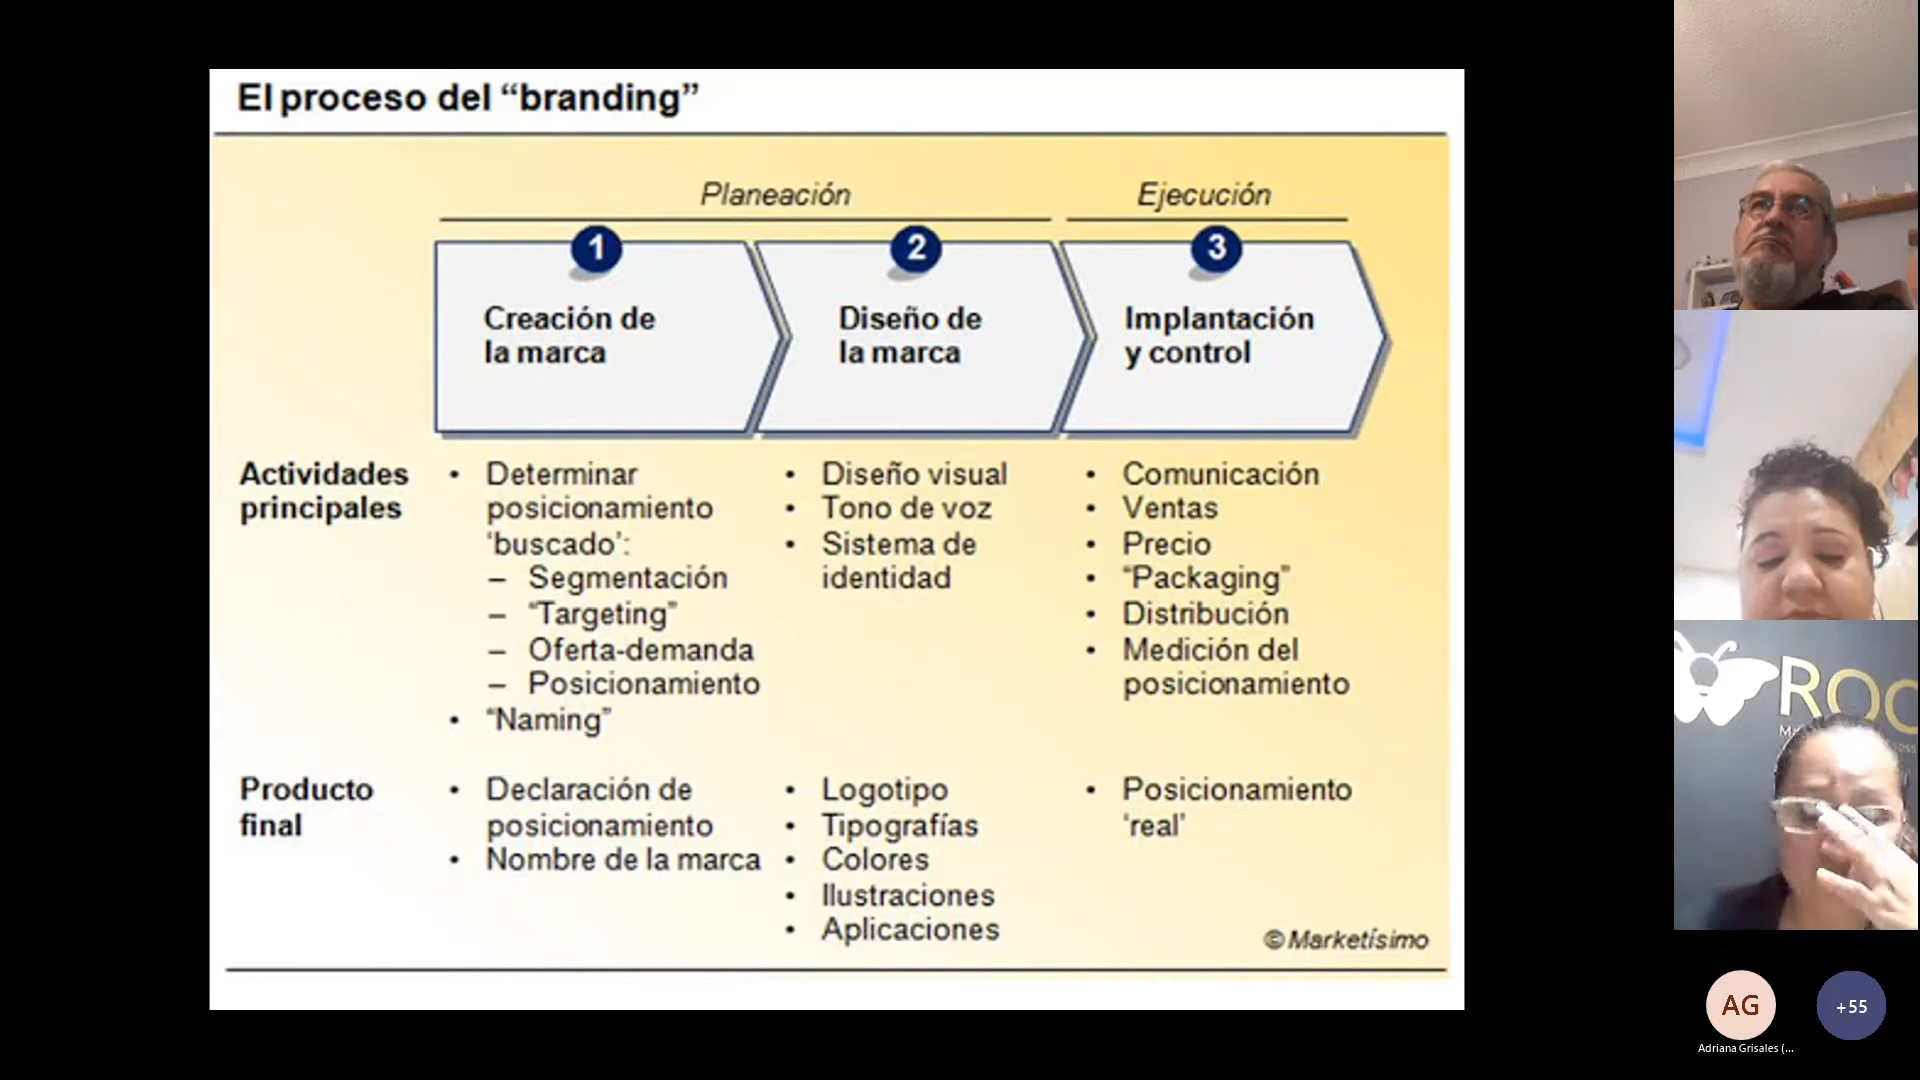 El proceso del “branding”
Planeación
Ejecución
1
2
3
Creación de
la marca
Diseño de
la marca
Implantación
y control
Actividades
principales
• Determinar
posicionamiento
‘buscado’:
– Segmentación
– “Targeting”
– Oferta-demanda
– Posicionamiento
• “Naming”
• Diseño visual
• Tono de voz
• Sistema de
identidad
• Comunicación
• Ventas
• Precio
• “Packaging”
• Distribución
• Medición del
posicionamiento
Producto
final
• Declaración de
posicionamiento
• Nombre de la marca
• Logotipo
• Tipografías
• Colores
• Ilustraciones
• Aplicaciones
• Posicionamiento
‘real’
©Marketísimo
ROC
AG
+55
Adriana Grisales (...